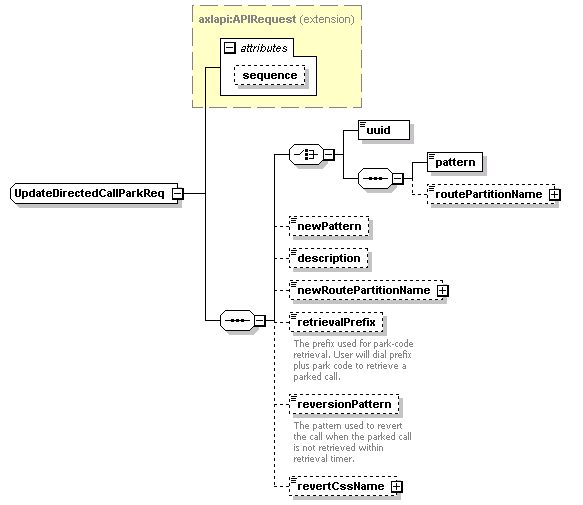 axlapi:APIRequest (extension)
attributes
sequence
uuid
pattern
routePartitionName
UpdateDirectedCallParkReq
newPattern
description
newRoutePartitionName
retrievalPrefix
The prefix used for park-code
retrieval. User will dial prefix
plus park code to retrieve a
parked call.
reversionPattern
The pattern used to revert
the call when the parked call
is not retrieved within
retrieval timer.
revertCssName